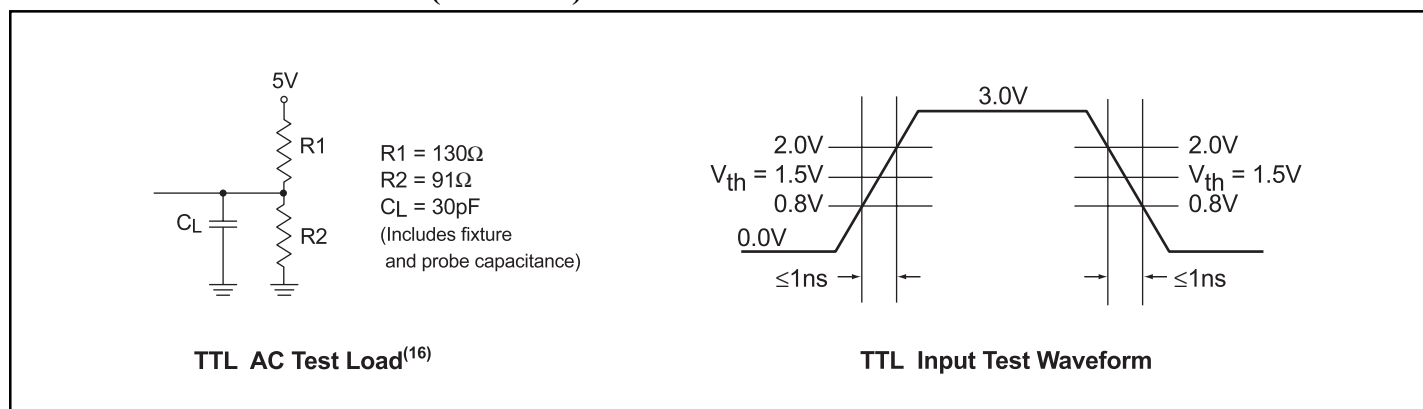 5V
R1
R1 = 130Ω
R2 = 91Ω
CL = 30pF
(Includes fixture
and probe capacitance)
CL
R2
TTL AC Test Load(16)
3.0V
2.0V
2.0V
Vth = 1.5V
Vth = 1.5V
0.8V
0.8V
0.0V
≤1ns
≤1ns
TTL Input Test Waveform